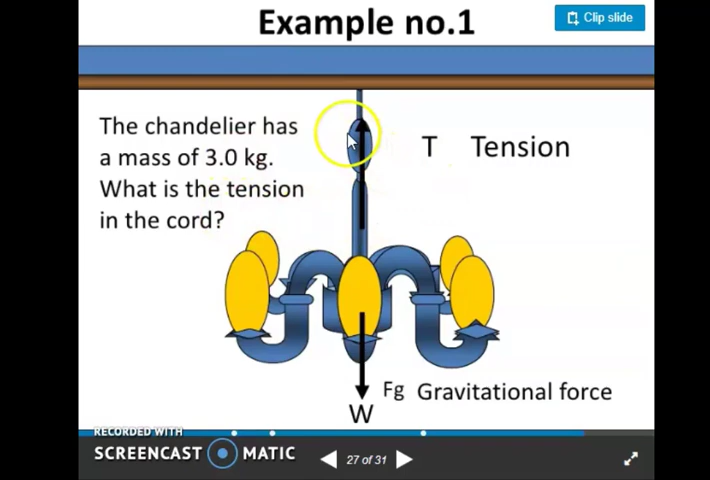 Example no.1
Clip slide
The chandelier has
a mass of 3.0 kg.
What is the tension
in the cord?
T Tension
Fg Gravitational force
W
RECORDED WITH
SCREENCAST MATIC
27 of 31